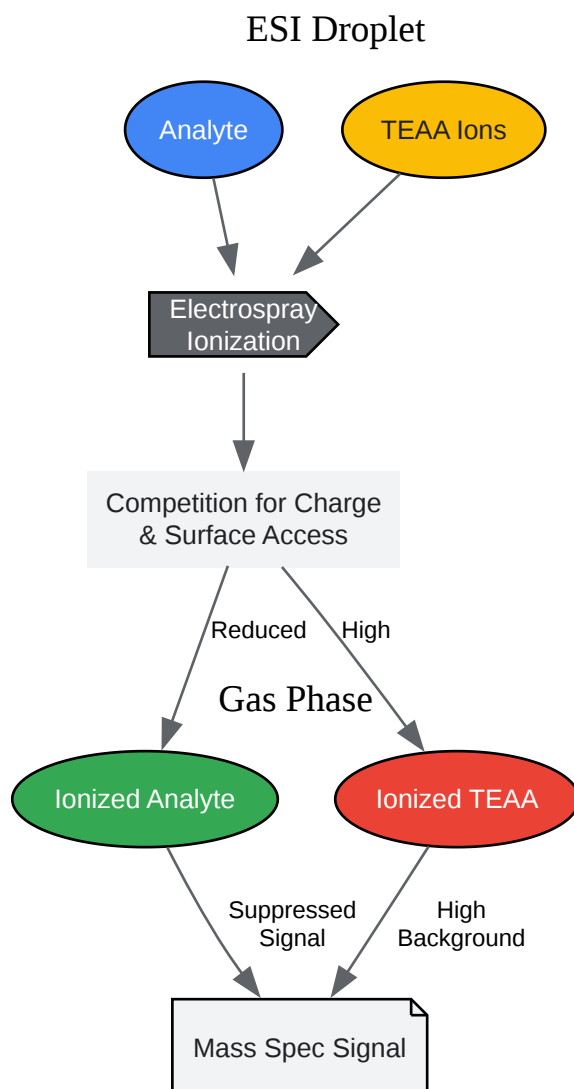 ESI Droplet
Analyte
TEAA Ions
Electrospray
Ionization
Competition for Charge
& Surface Access
Reduced
High
Gas Phase
Ionized Analyte
Ionized TEAA
Suppressed
Signal
High
Background
Mass Spec Signal